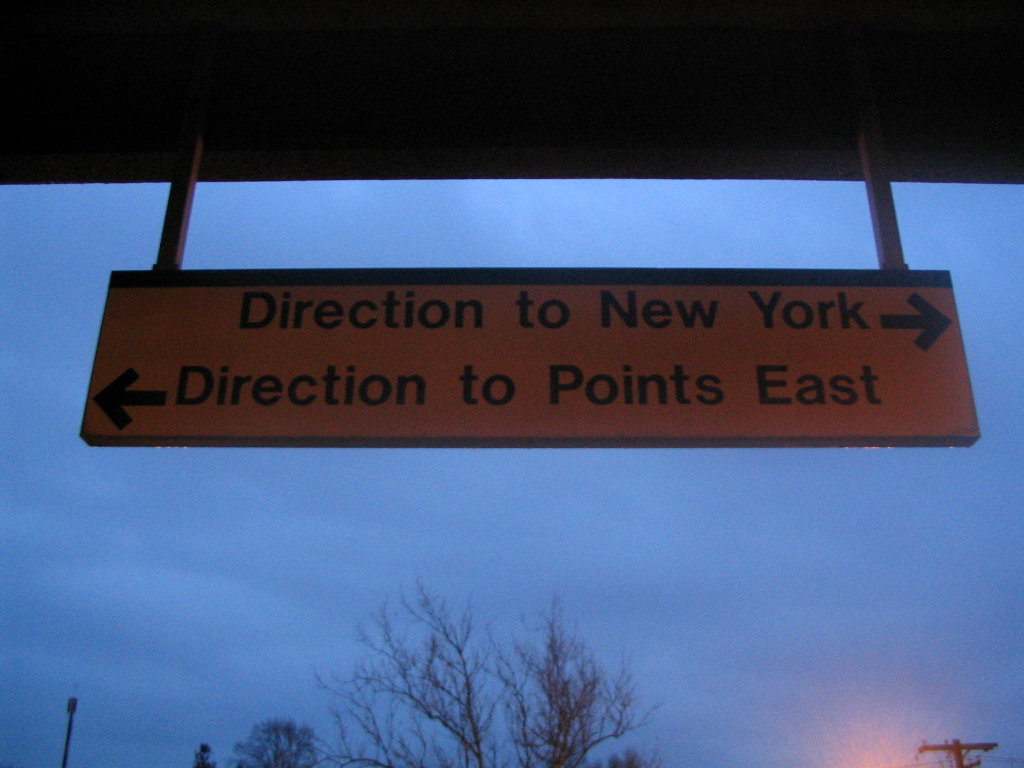 Direction to New York →
← Direction to Points East